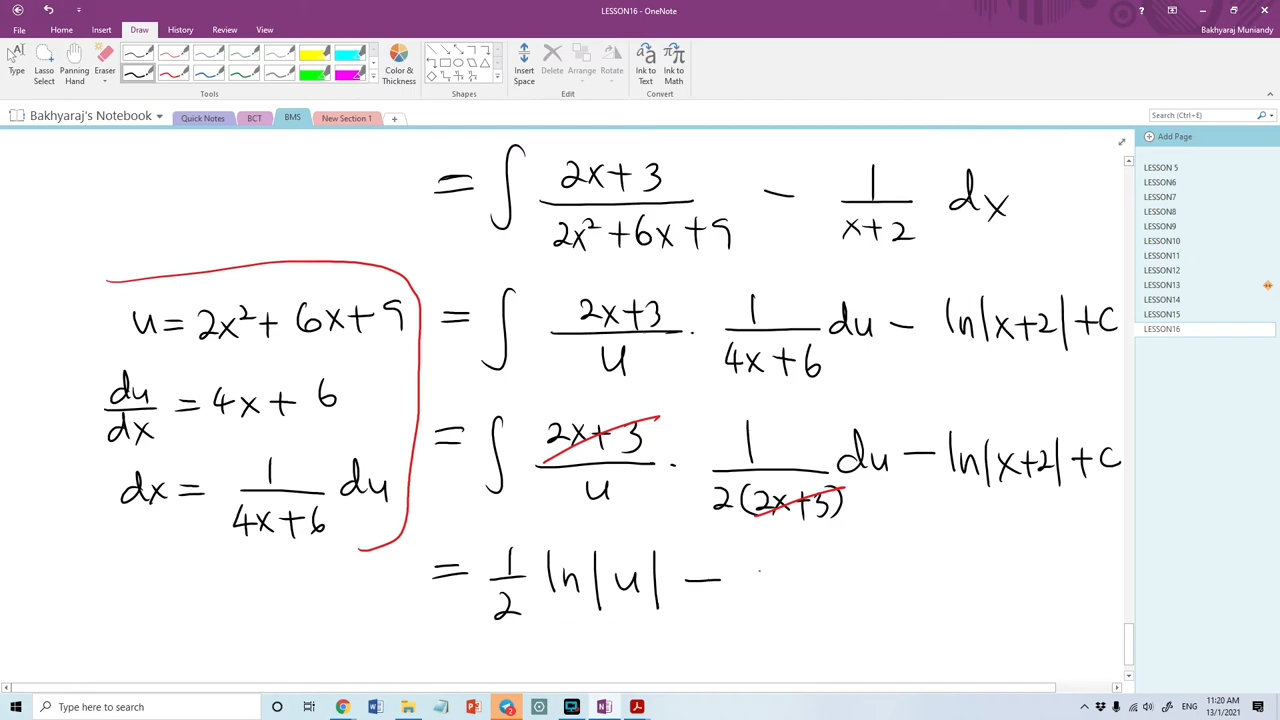 LESSON16 - OneNote
Bakhyaraj Muniandy
File Home Insert Draw History Review View
Type Lasso Select Panning Hand Eraser Color & Thickness Insert Space Delete Arrange Rotate Ink to Text Ink to Math
Tools Shapes Edit Convert
Bakhyaraj's Notebook Quick Notes BCT BMS New Section 1 Search (Ctrl+E)
Add Page
LESSON 5
LESSON6
LESSON7
LESSON8
LESSON9
LESSON10
LESSON11
LESSON12
LESSON13
LESSON14
LESSON15
LESSON16
= ∫ (2x+3)/(2x²+6x+9) − 1/(x+2) dx
u = 2x²+6x+9
du/dx = 4x+6
dx = 1/(4x+6) du
= ∫ (2x+3)/u · 1/(4x+6) du − ln|x+2| + C
= ∫ (2x+3)/u · 1/(2(2x+3)) du − ln|x+2| + C
= 1/2 ln|u| −
Type here to search
11:20 AM
13/1/2021